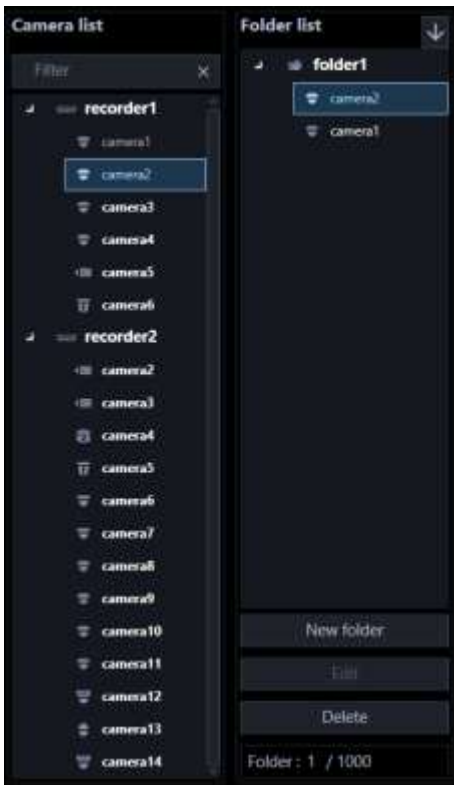 Camera list
Filter
recorder1
camera1
camera2
camera3
camera4
camera5
camera6
recorder2
camera2
camera3
camera4
camera5
camera6
camera7
camera8
camera9
camera10
camera11
camera12
camera13
camera14
Folder list
folder1
camera2
camera1
New folder
Edit
Delete
Folder : 1 / 1000